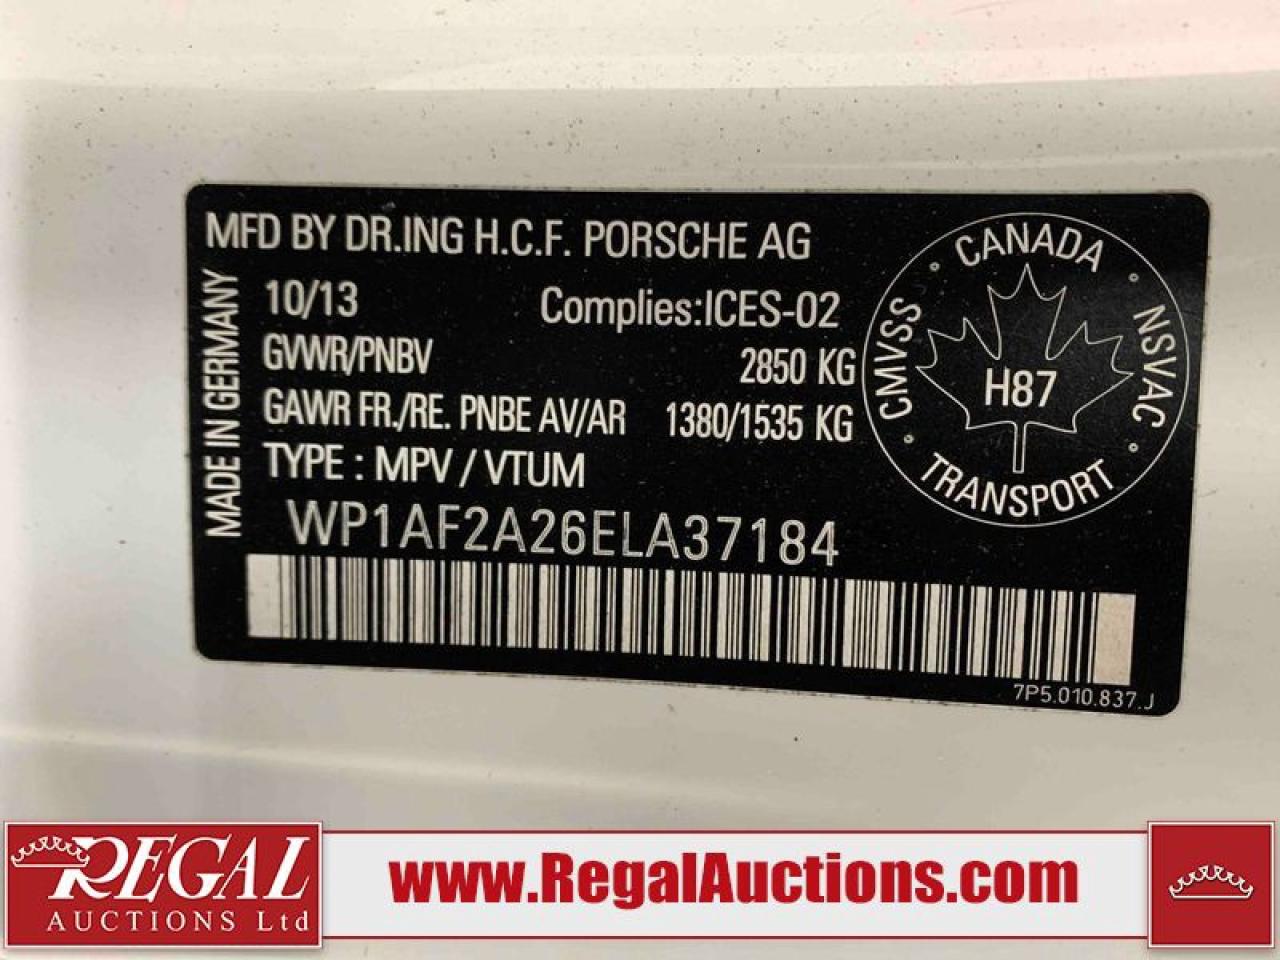 MFD BY DR.ING H.C.F. PORSCHE AG
10/13 Complies:ICES-02
GVWR/PNBV 2850 KG
GAWR FR./RE. PNBE AV/AR 1380/1535 KG
TYPE : MPV / VTUM
WP1AF2A26ELA37184
MADE IN GERMANY
CANADA
CMVSS
NSVAC
H87
TRANSPORT
7P5.010.837.J
REGAL
AUCTIONS Ltd
www.RegalAuctions.com